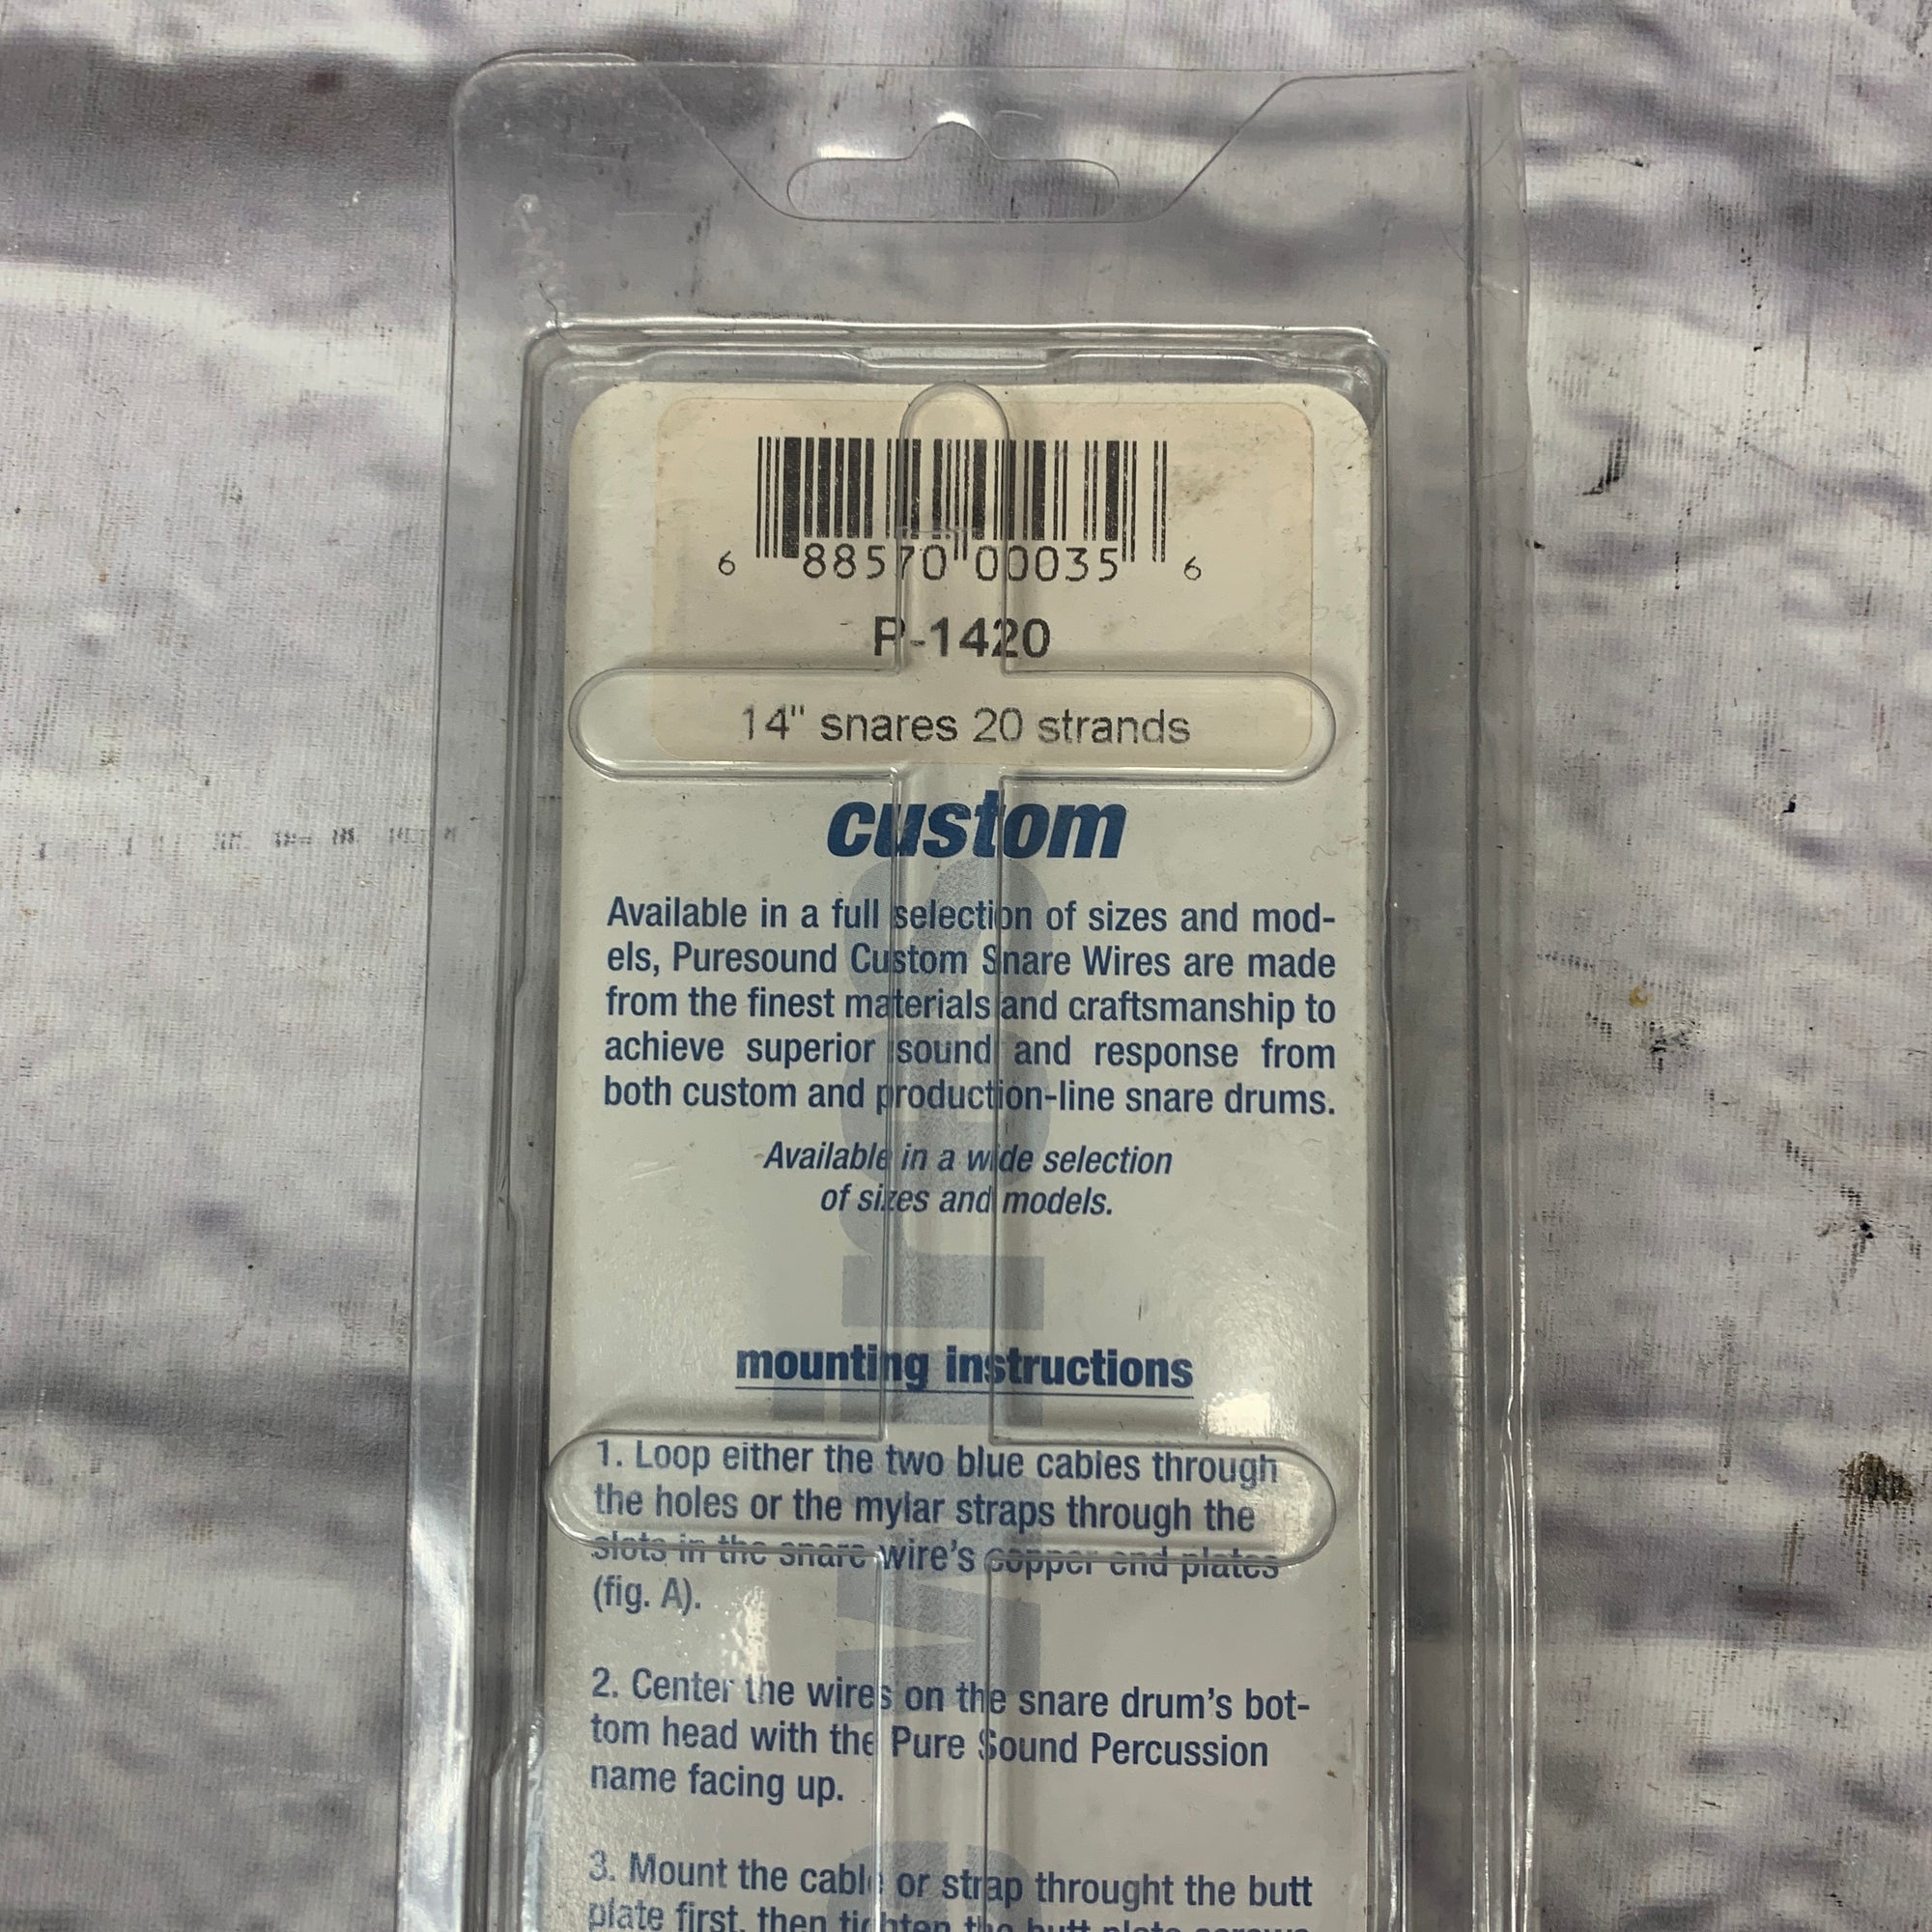 6 88570 00035 6
P-1420
14" snares 20 strands
custom
Available in a full selection of sizes and mod-
els, Puresound Custom Snare Wires are made
from the finest materials and craftsmanship to
achieve superior sound and response from
both custom and production-line snare drums.
Available in a wide selection
of sizes and models.
mounting instructions
1. Loop either the two blue cables through
the holes or the mylar straps through the
slots in the snare wire's copper end plates
(fig. A).
2. Center the wires on the snare drum's bot-
tom head with the Pure Sound Percussion
name facing up.
3. Mount the cable or strap throught the butt
plate first, then tighten the butt plate screws